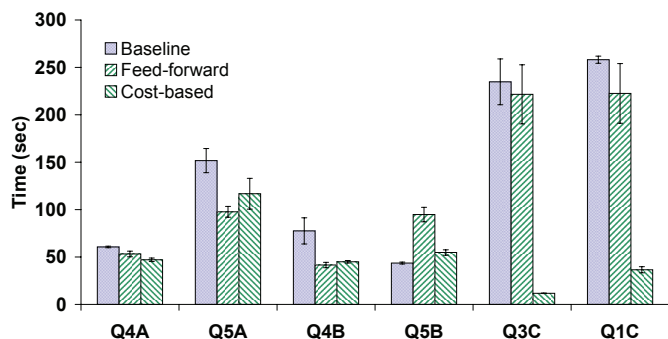 Time (sec)
300
250
200
150
100
50
0
Baseline
Feed-forward
Cost-based
Q4A Q5A Q4B Q5B Q3C Q1C